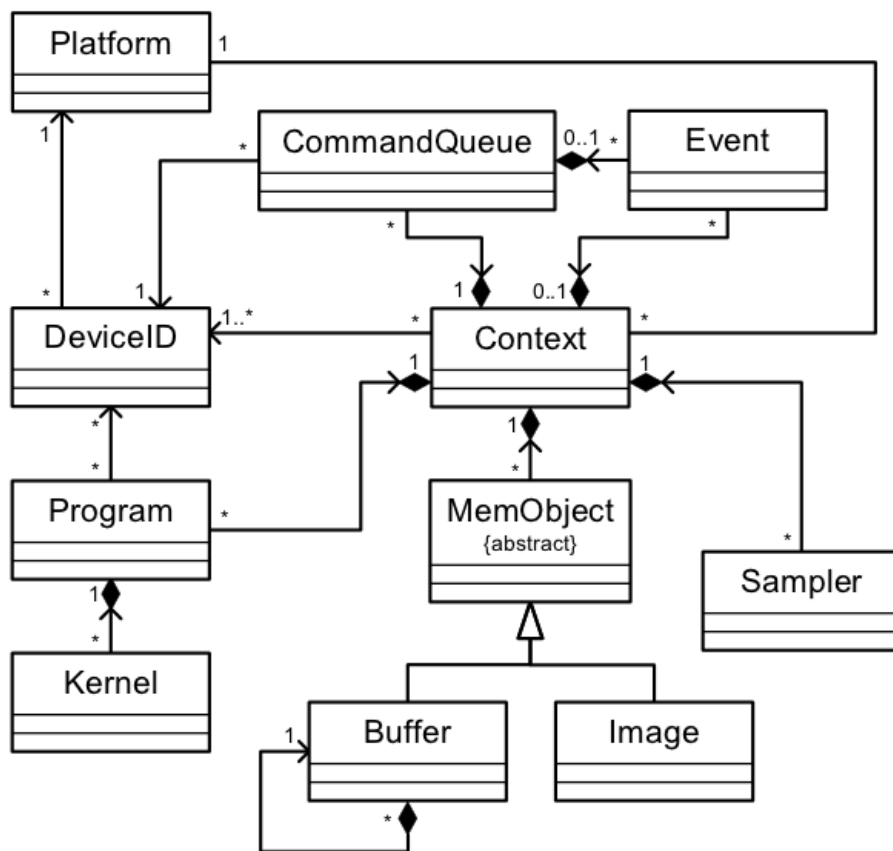 Platform
1
1
CommandQueue
0..1
*
Event
*
*
*
*
1
1
0..1
DeviceID
1..*
*
Context
*
1
1
1
*
*
*
Program
*
MemObject
{abstract}
*
Sampler
1
*
Kernel
1
Buffer
*
Image